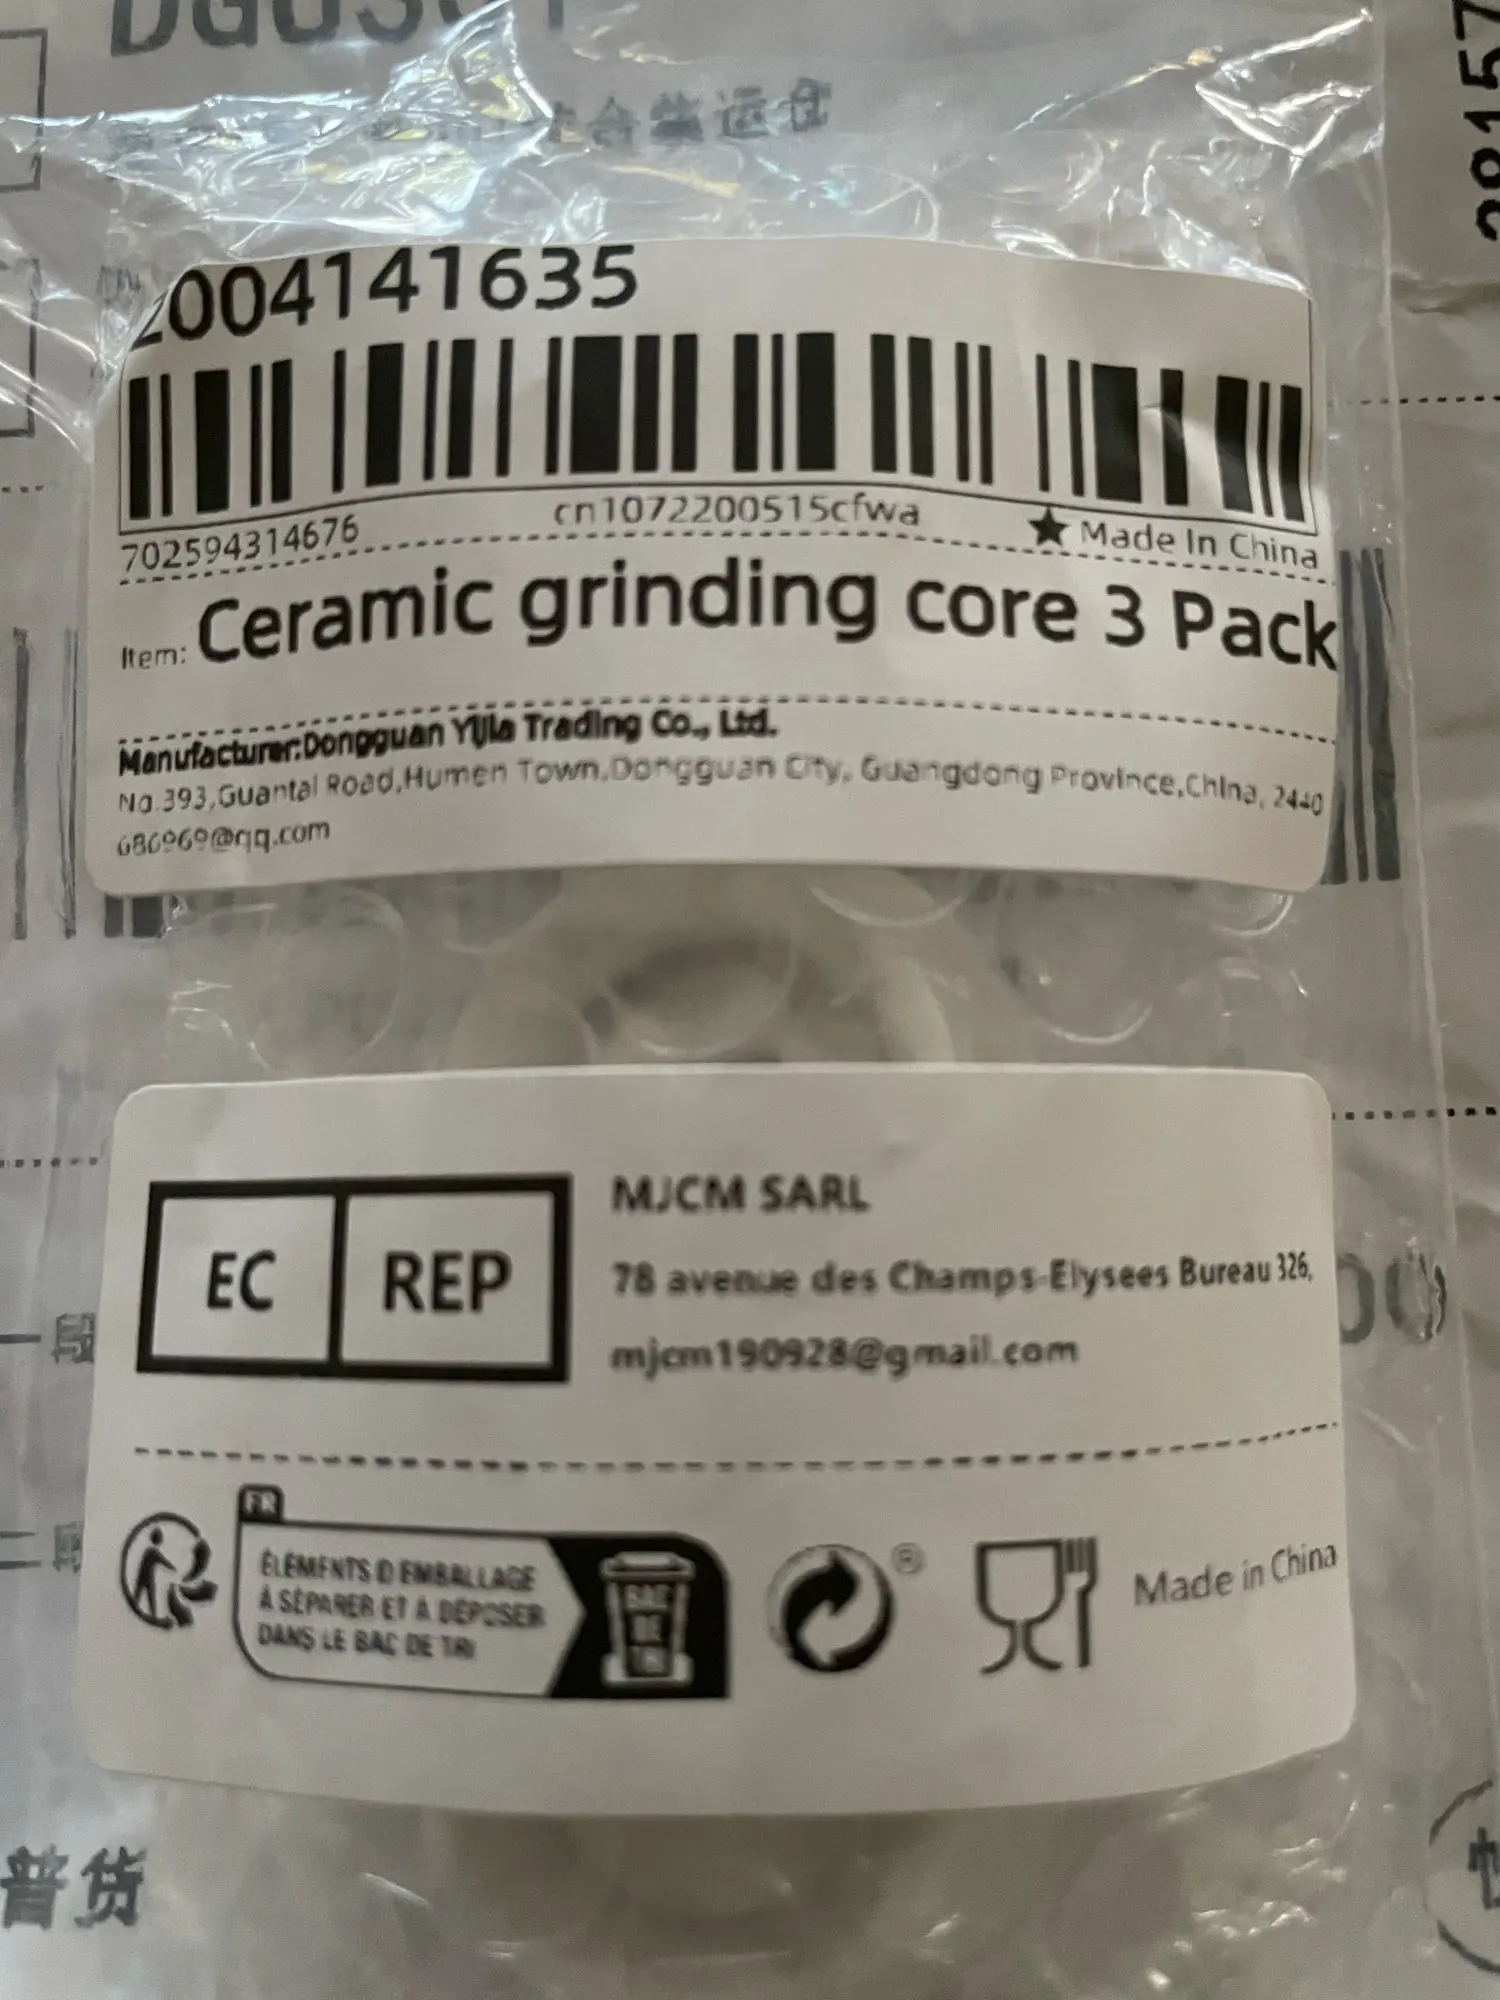 2004141635
702594314676
cn1072200515cfwa
★ Made In China
Item: Ceramic grinding core 3 Pack
Manufacturer:Dongguan Yijia Trading Co., Ltd.
No.393,Guantai Road,Humen Town,Dongguan City, Guangdong Province,China, 2440
686969@qq.com
EC REP
MJCM SARL
78 avenue des Champs-Elysees Bureau 326,
mjcm190928@gmail.com
FR
ÉLÉMENTS D'EMBALLAGE
À SÉPARER ET À DÉPOSER
DANS LE BAC DE TRI
BAC
DE
TRI
®
Made in China
普货